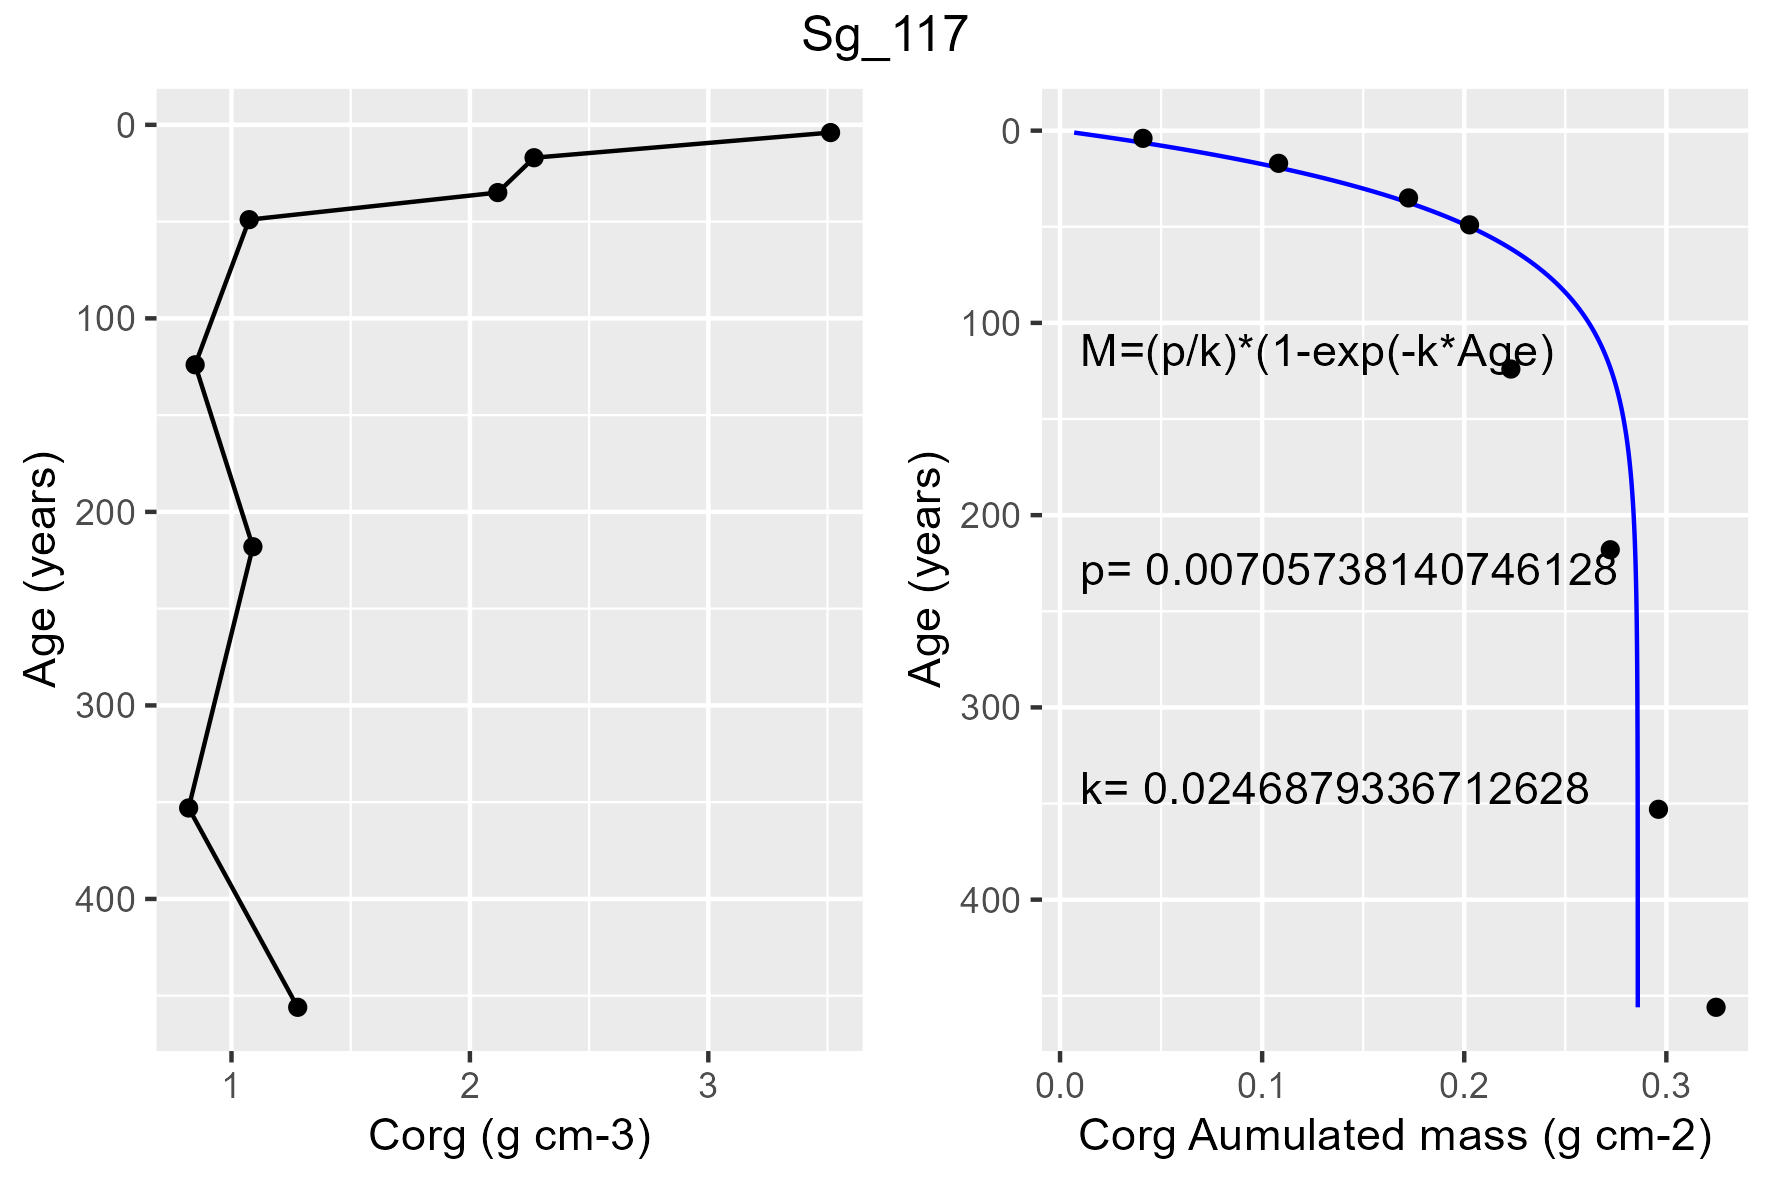 Sg_117
0
100
200
300
400
Age (years)
1
2
3
Corg (g cm-3)
0
100
200
300
400
Age (years)
M=(p/k)*(1-exp(-k*Age)
p= 0.00705738140746128
k= 0.0246879336712628
0.0
0.1
0.2
0.3
Corg Aumulated mass (g cm-2)